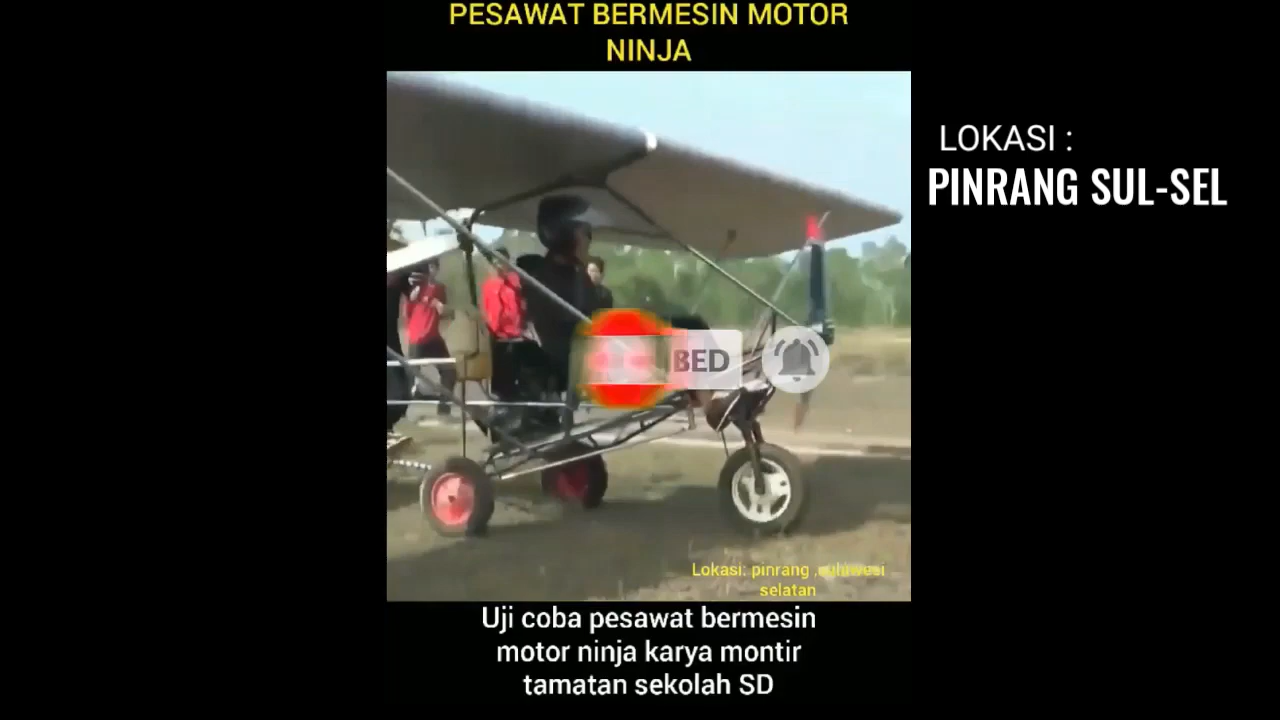 PESAWAT BERMESIN MOTOR
NINJA
LOKASI :
PINRANG SUL-SEL
BED
Lokasi: pinrang ,suluwesi
selatan
Uji coba pesawat bermesin
motor ninja karya montir
tamatan sekolah SD